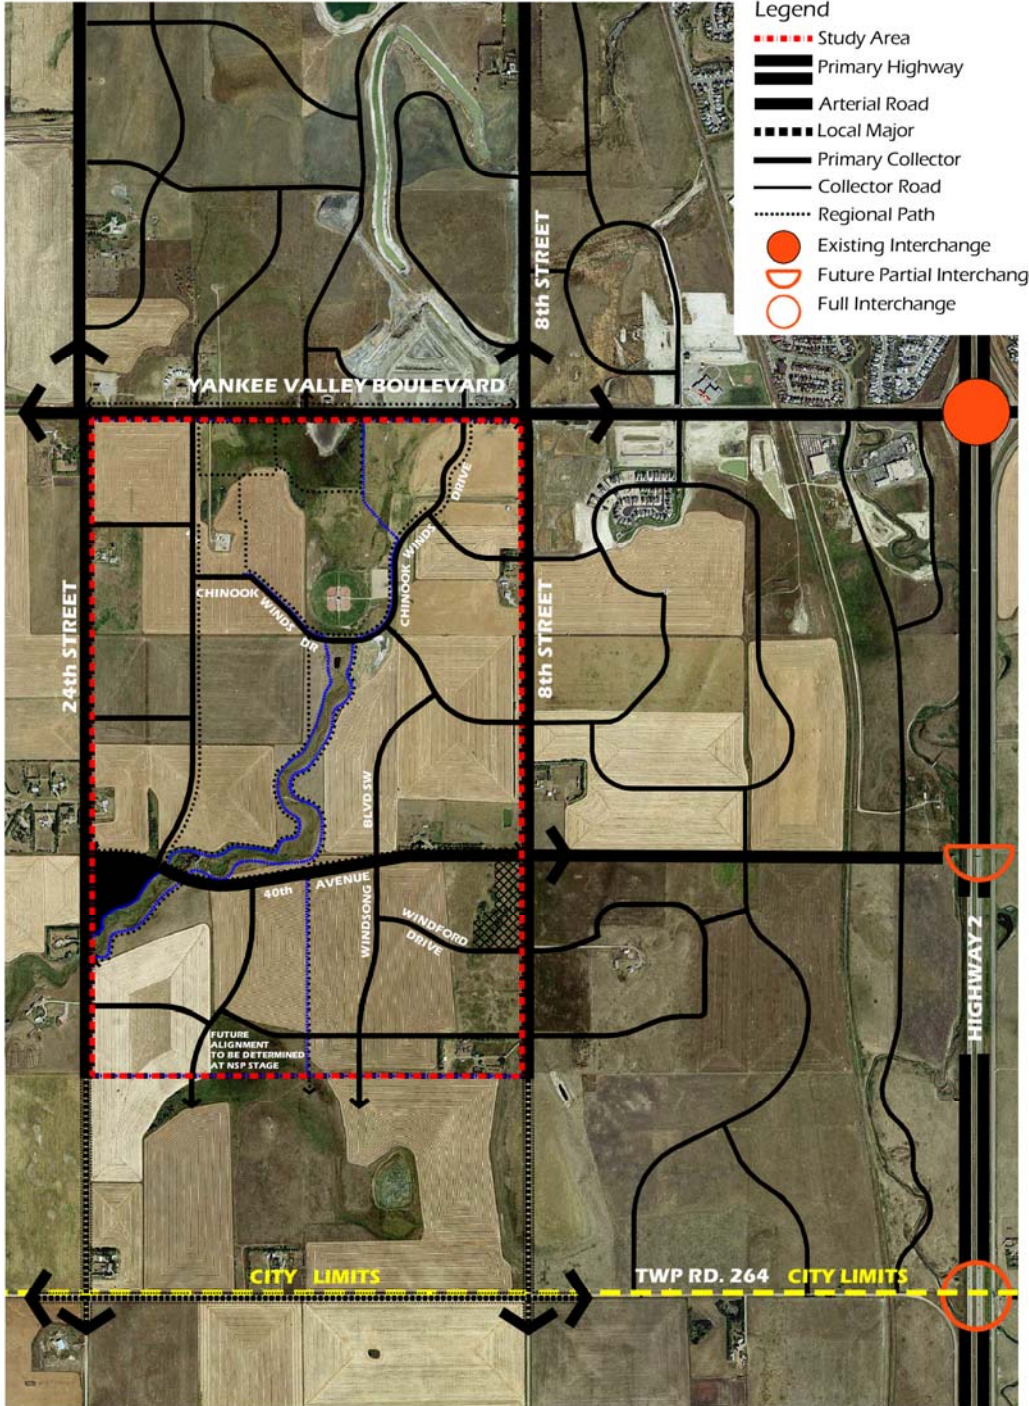 Legend
Study Area
Primary Highway
Arterial Road
Local Major
Primary Collector
Collector Road
Regional Path
Existing Interchange
Future Partial Interchang
Full Interchange
8th STREET
YANKEE VALLEY BOULEVARD
CHINOOK WINDS DRIVE
CHINOOK WINDS DR
24th STREET
8th STREET
BLVD SW
WINDSONG
40th AVENUE
WINDFORD
DRIVE
HIGHWAY 2
FUTURE
ALIGNMENT
TO BE DETERMINED
AT NSP STAGE
CITY LIMITS
TWP RD. 264 CITY LIMITS